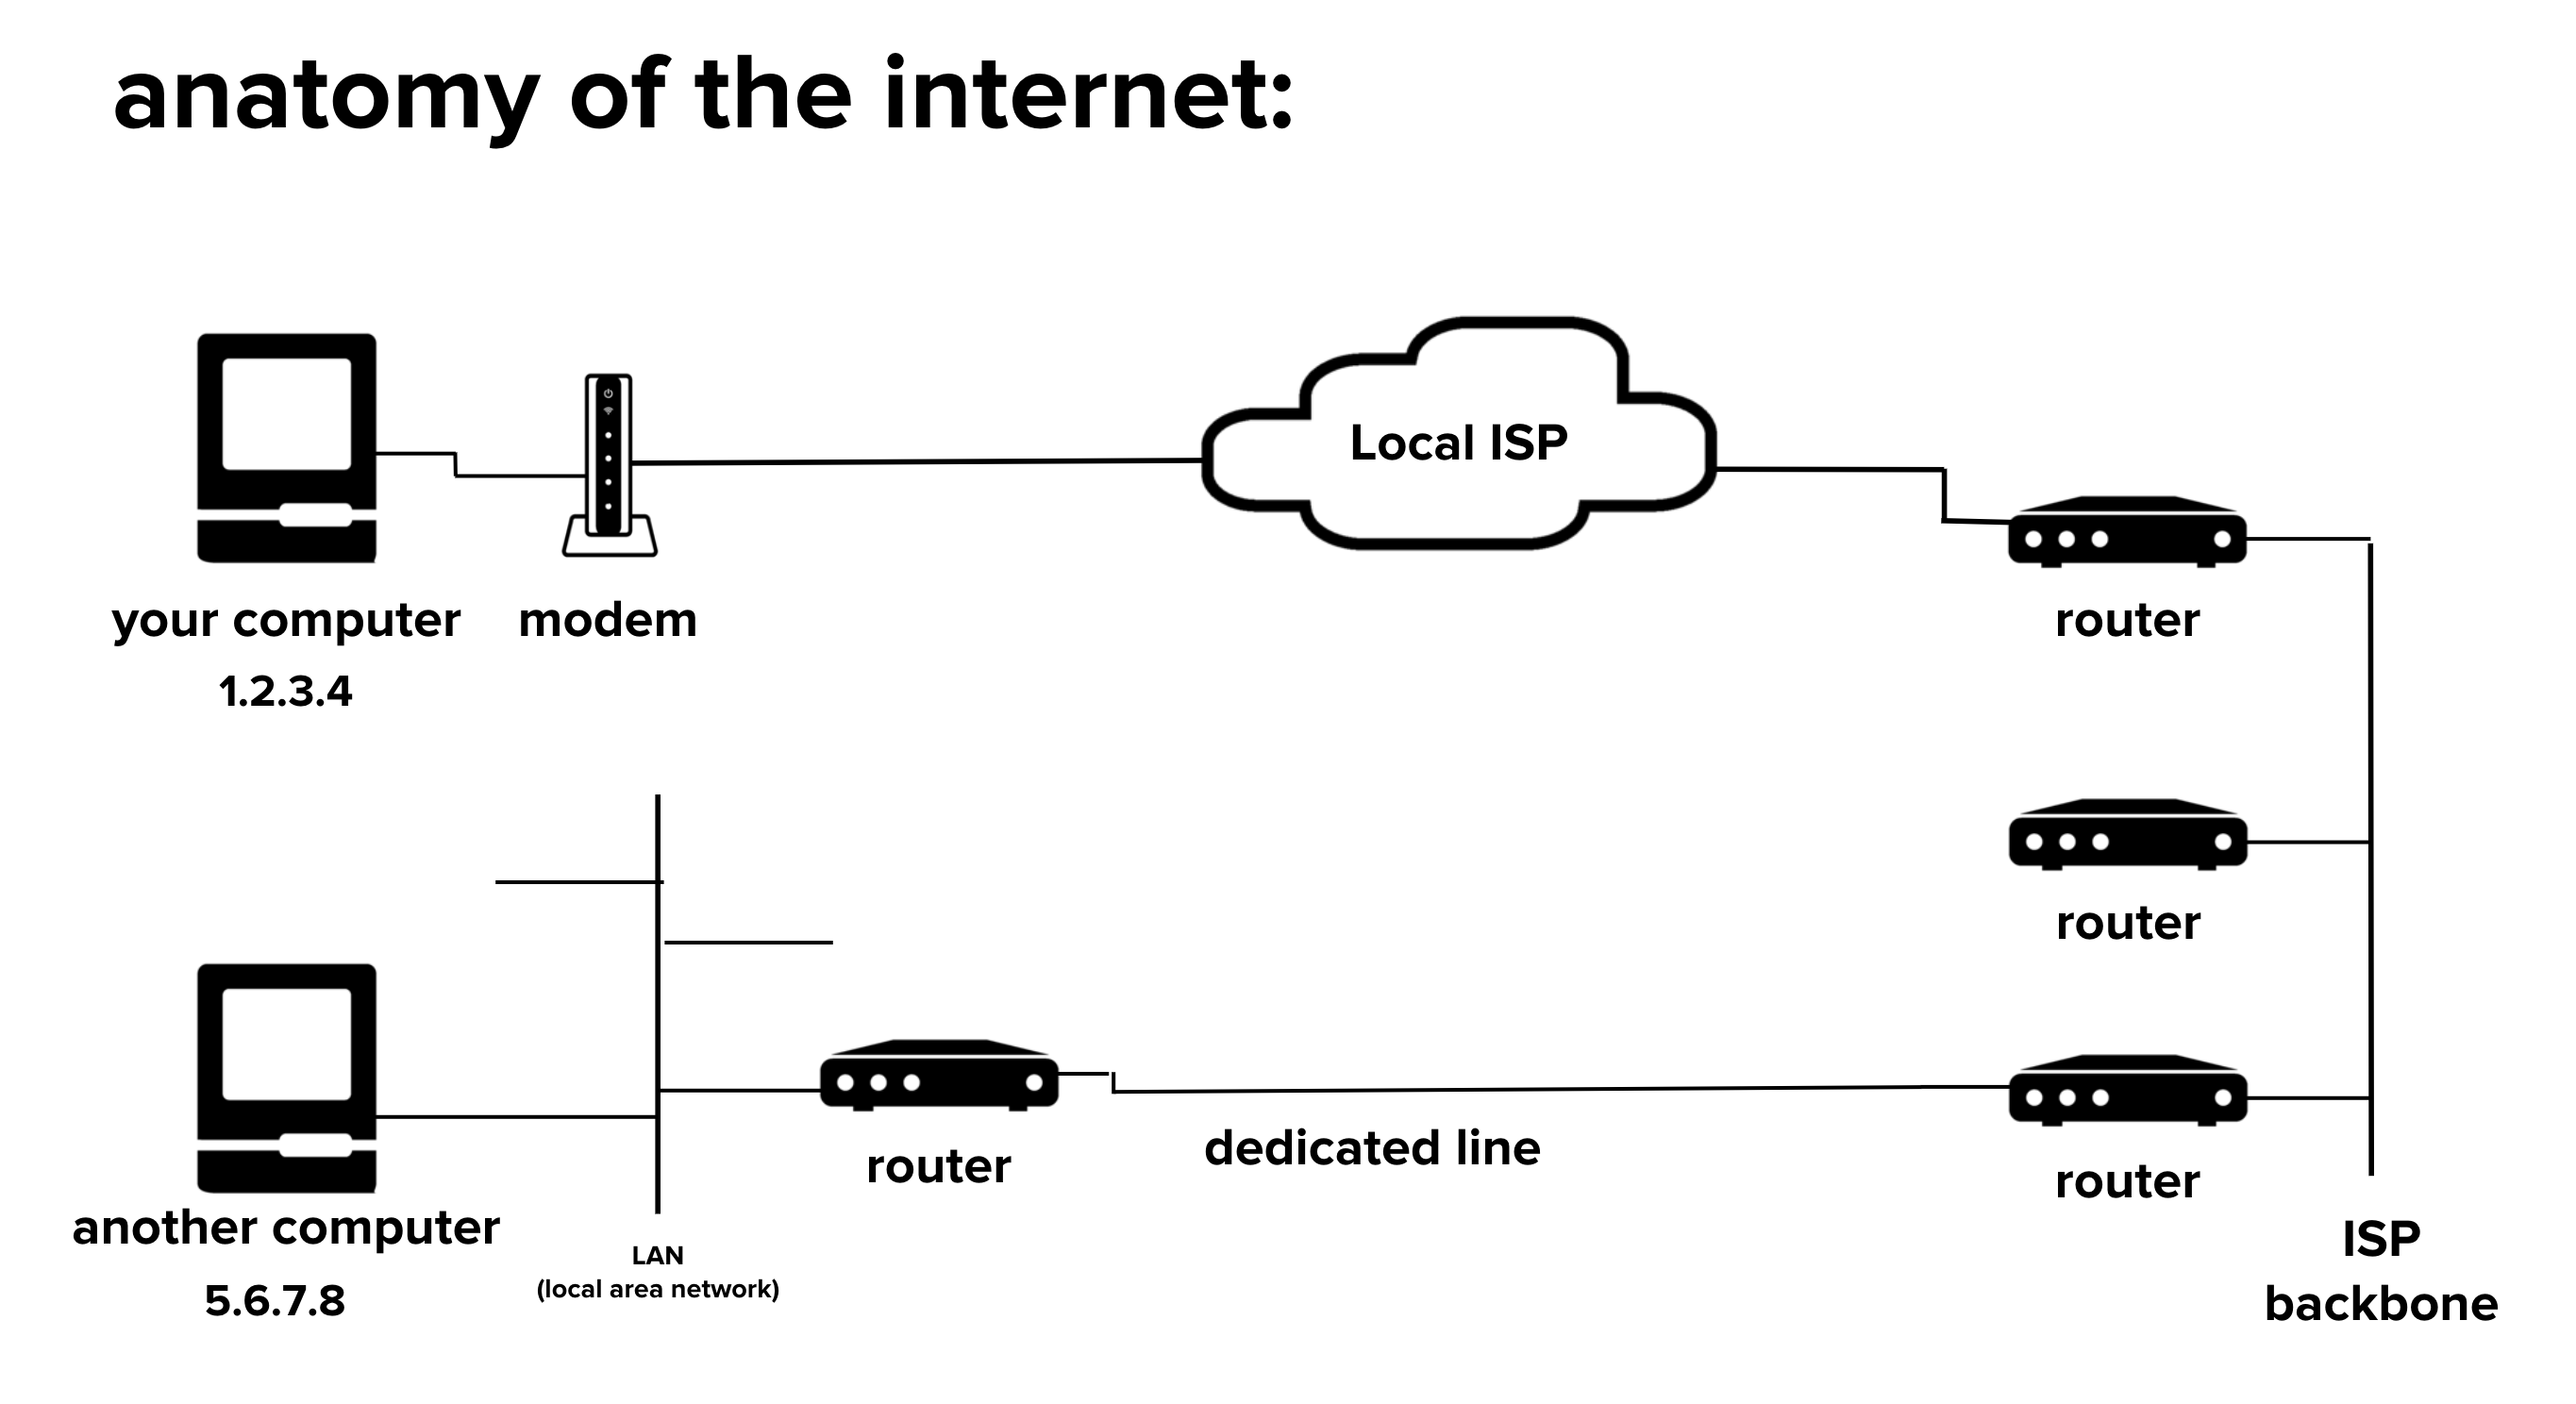 anatomy of the internet:
Local ISP
your computer
modem
router
1.2.3.4
router
router
dedicated line
router
another computer
LAN
(local area network)
5.6.7.8
ISP
backbone